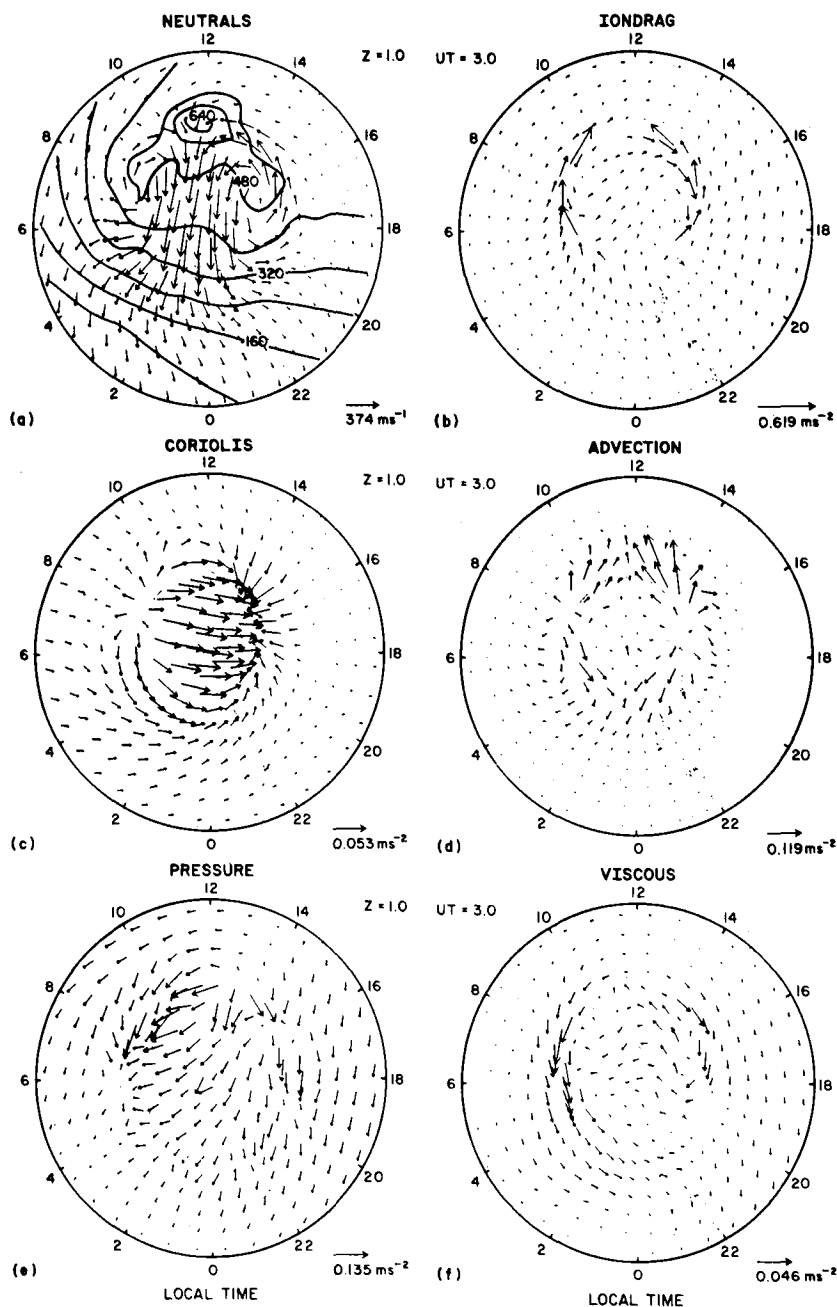 NEUTRALS
12
10
14
Z = 1.0
8
16
640
480
6
18
320
4
20
160
2
22
0
(a)
374 ms⁻¹
IONDRAG
12
UT = 3.0
10
14
8
16
6
18
4
20
2
22
0
(b)
0.619 ms⁻²
CORIOLIS
12
10
14
Z = 1.0
8
16
6
18
4
20
2
22
0
(c)
0.053 ms⁻²
ADVECTION
12
UT = 3.0
10
14
8
16
6
18
4
20
2
22
0
(d)
0.119 ms⁻²
PRESSURE
12
10
14
Z = 1.0
8
16
6
18
4
20
2
22
0
(e)
0.135 ms⁻²
LOCAL TIME
VISCOUS
12
UT = 3.0
10
14
8
16
6
18
4
20
2
22
0
(f)
0.046 ms⁻²
LOCAL TIME